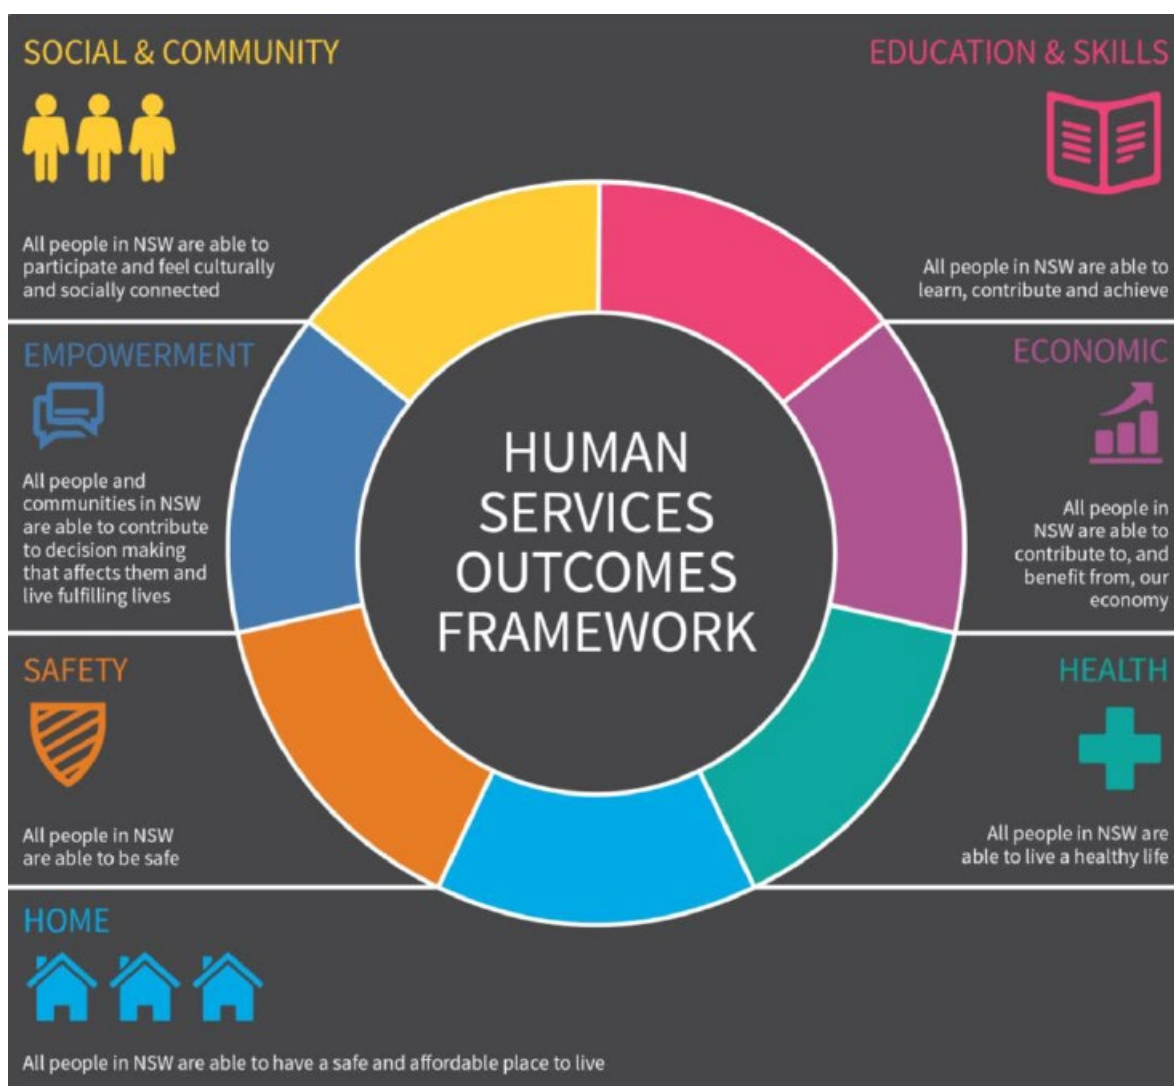 SOCIAL & COMMUNITY
All people in NSW are able to
participate and feel culturally
and socially connected
EDUCATION & SKILLS
All people in NSW are able to
learn, contribute and achieve
EMPOWERMENT
All people and
communities in NSW
are able to contribute
to decision making
that affects them and
live fulfilling lives
HUMAN
SERVICES
OUTCOMES
FRAMEWORK
ECONOMIC
All people in
NSW are able to
contribute to, and
benefit from, our
economy
SAFETY
All people in NSW
are able to be safe
HEALTH
All people in NSW are
able to live a healthy life
HOME
All people in NSW are able to have a safe and affordable place to live